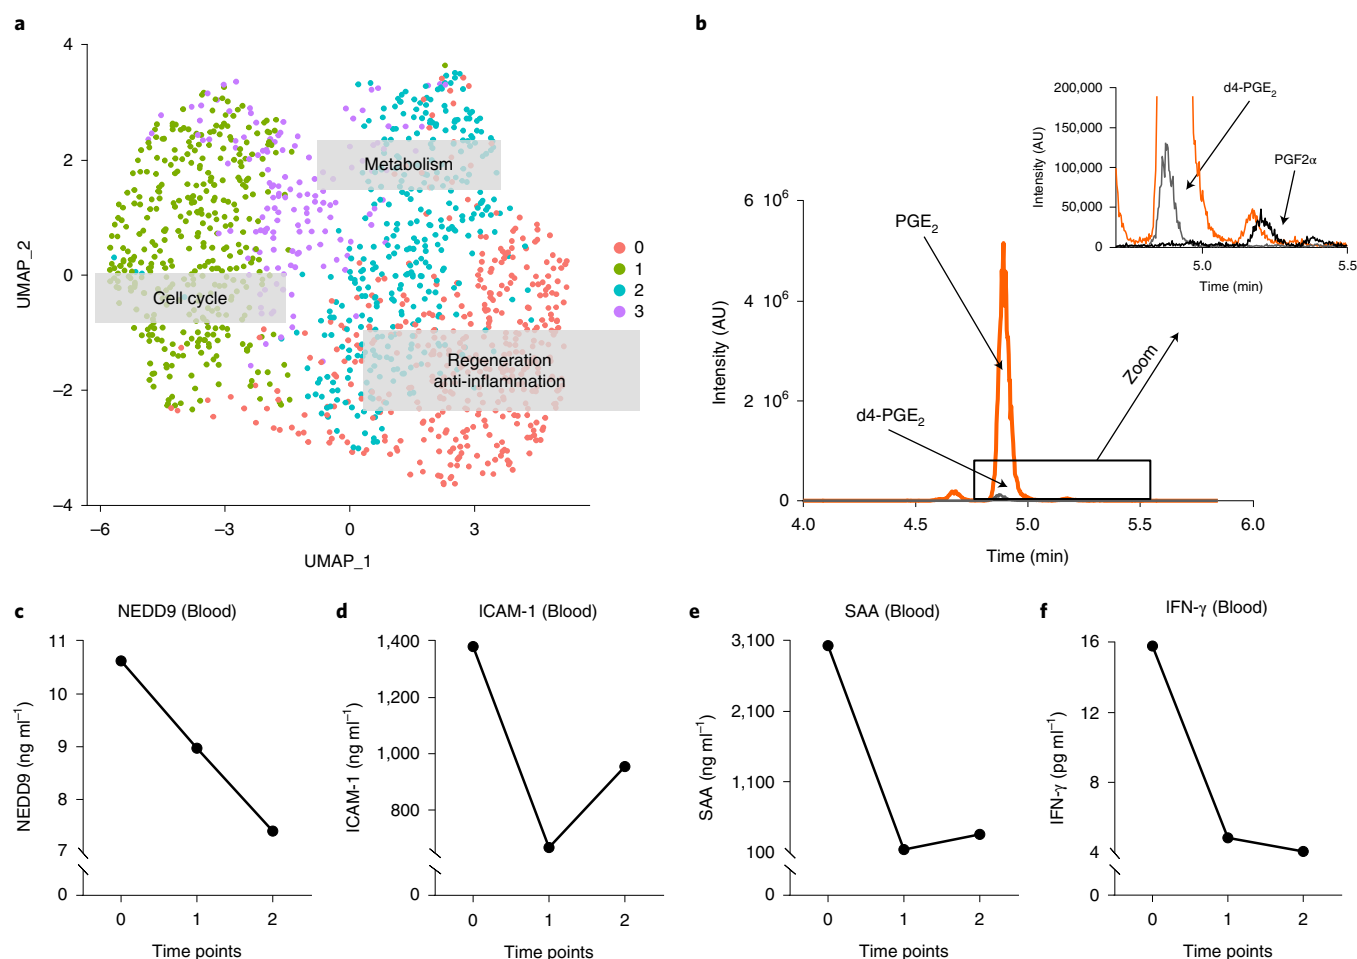 a
4
2
0
−2
−4
UMAP_2
−6
−3
0
3
UMAP_1
Metabolism
Cell cycle
Regeneration
anti-inflammation
0
1
2
3
b
6 10⁶
4 10⁶
2 10⁶
0
Intensity (AU)
4.0
4.5
5.0
5.5
6.0
Time (min)
PGE₂
d4-PGE₂
Zoom
200,000
150,000
100,000
50,000
0
Intensity (AU)
d4-PGE₂
PGF2α
5.0
5.5
Time (min)
c
NEDD9 (Blood)
11
10
9
8
7
0
NEDD9 (ng ml⁻¹)
0
1
2
Time points
d
ICAM-1 (Blood)
1,400
1,200
1,000
800
0
ICAM-1 (ng ml⁻¹)
0
1
2
Time points
e
SAA (Blood)
3,100
2,100
1,100
100
0
SAA (ng ml⁻¹)
0
1
2
Time points
f
IFN-γ (Blood)
16
12
8
4
0
IFN-γ (pg ml⁻¹)
0
1
2
Time points